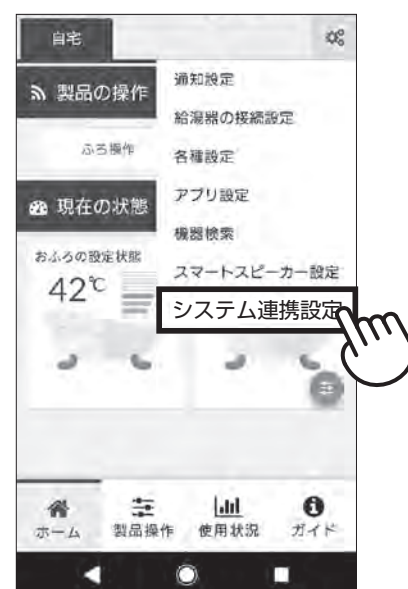 自宅
製品の操作
ふろ操作
現在の状態
おふろの設定状態
42℃
通知設定
給湯器の接続設定
各種設定
アプリ設定
機器検索
スマートスピーカー設定
システム連携設定
ホーム
製品操作
使用状況
ガイド